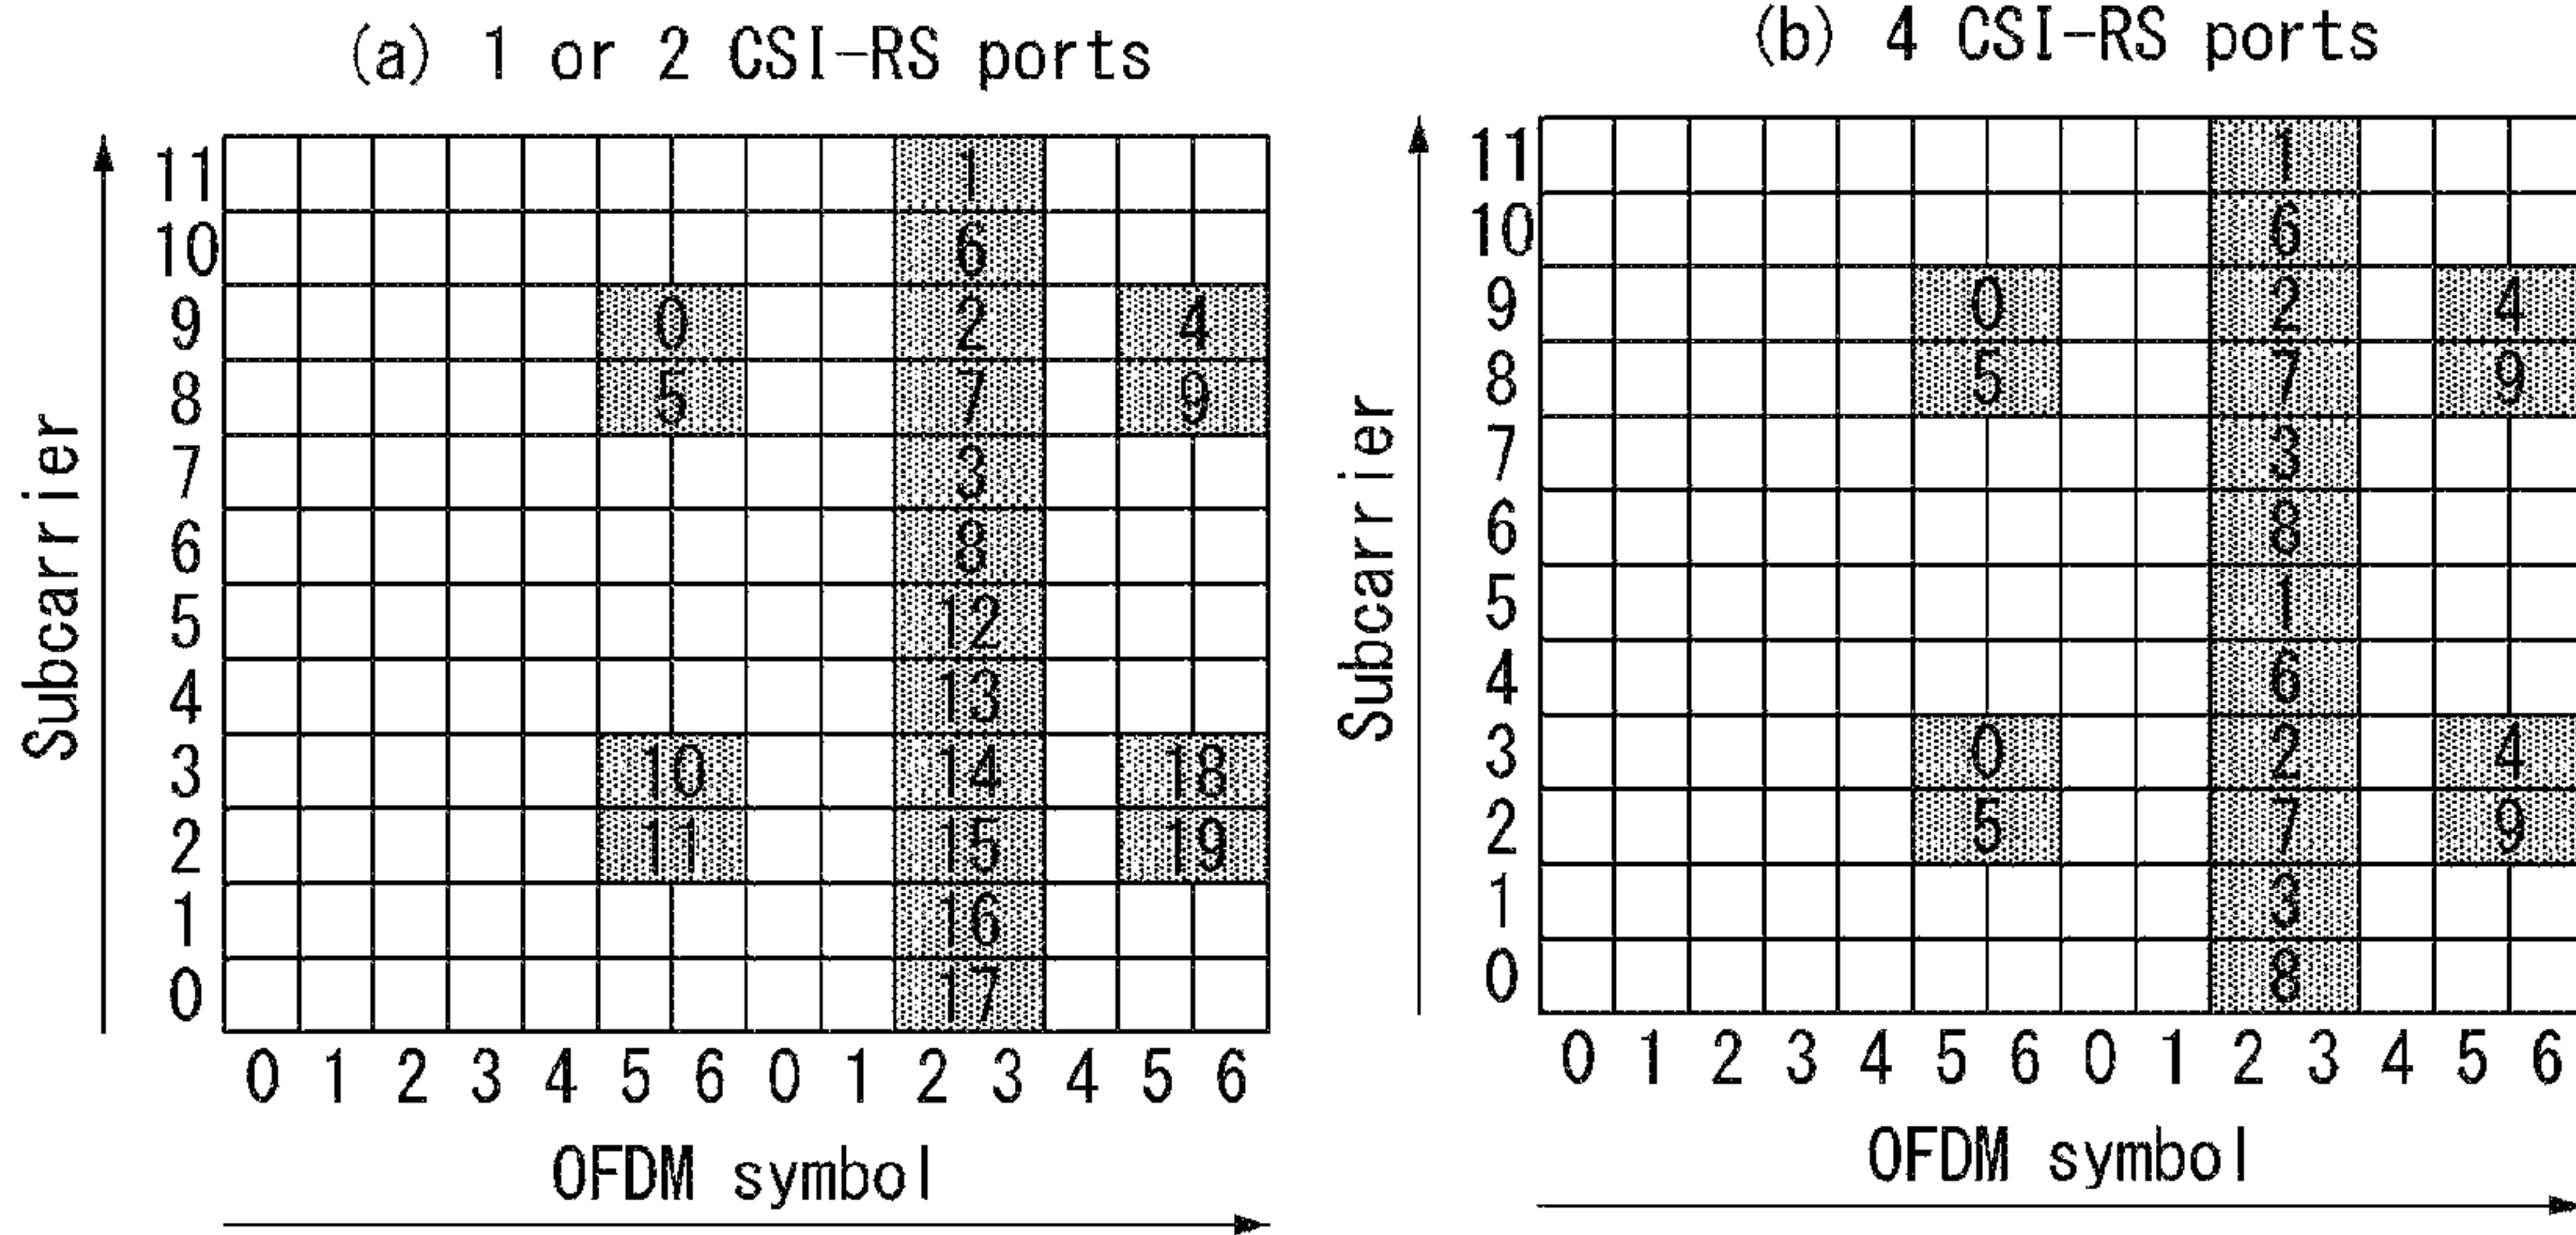 (a) 1 or 2 CSI-RS ports
11 1
10 6
9 0 2 4
8 5 7 9
7 3
6 8
5 12
4 13
3 10 14 18
2 11 15 19
1 16
0 17
0 1 2 3 4 5 6 0 1 2 3 4 5 6
Subcarrier
OFDM symbol
(b) 4 CSI-RS ports
11 1
10 6
9 0 2 4
8 5 7 9
7 3
6 8
5 1
4 6
3 0 2 4
2 5 7 9
1 3
0 8
0 1 2 3 4 5 6 0 1 2 3 4 5 6
Subcarrier
OFDM symbol